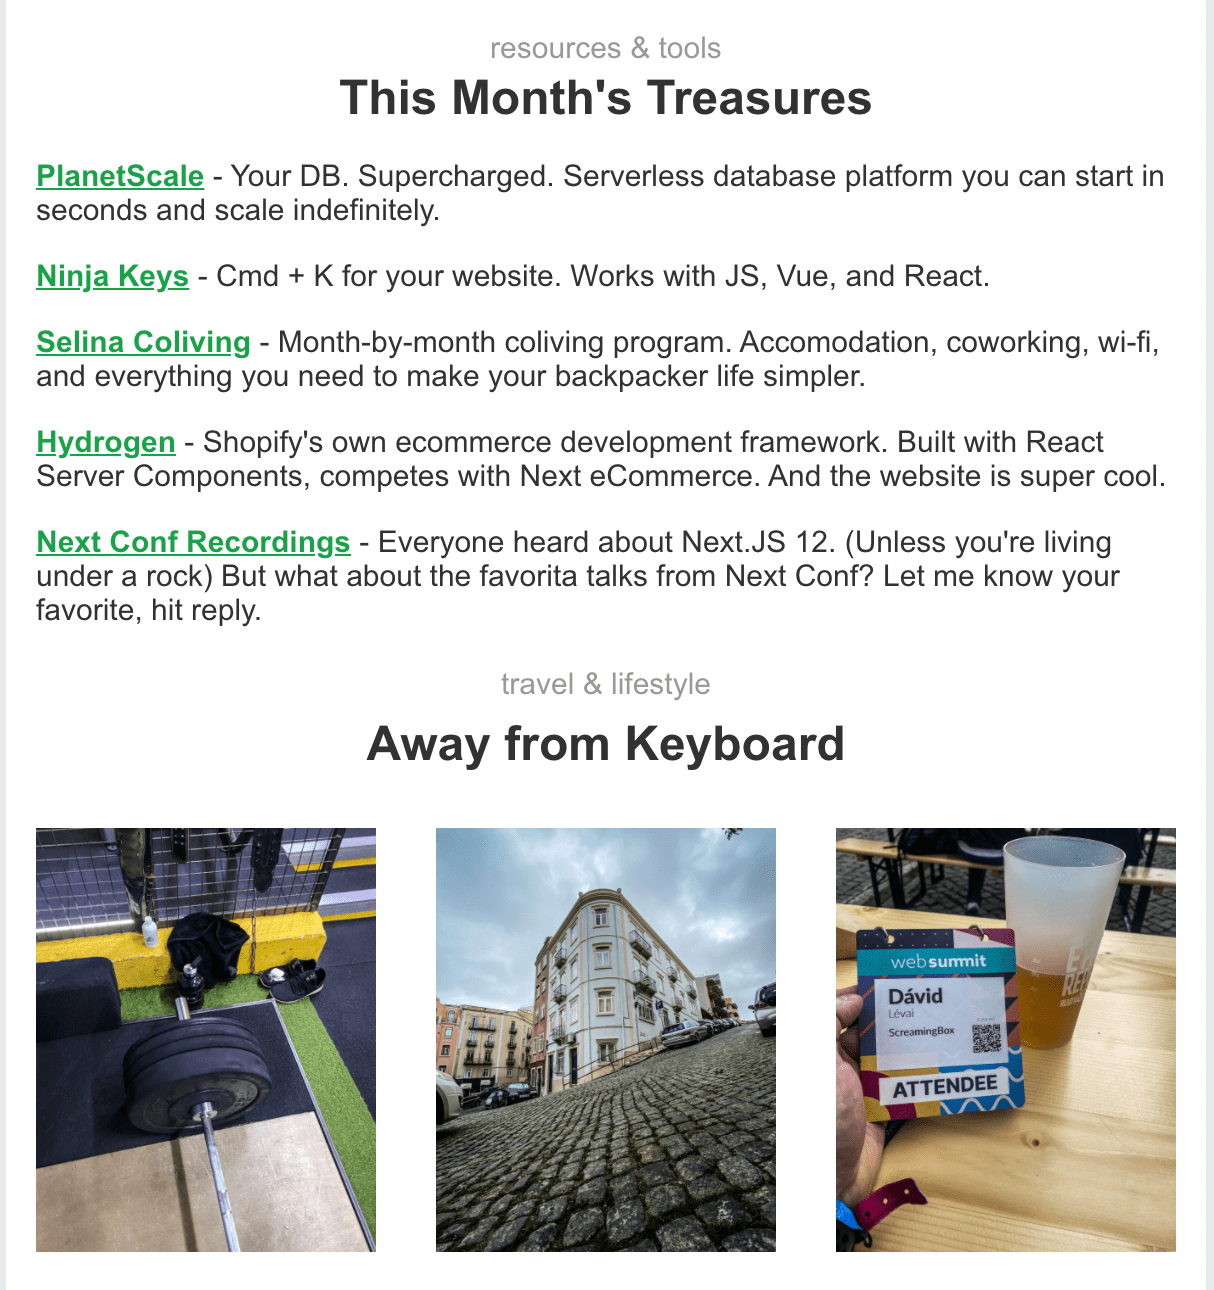 resources & tools
This Month's Treasures
PlanetScale - Your DB. Supercharged. Serverless database platform you can start in
seconds and scale indefinitely.
Ninja Keys - Cmd + K for your website. Works with JS, Vue, and React.
Selina Coliving - Month-by-month coliving program. Accomodation, coworking, wi-fi,
and everything you need to make your backpacker life simpler.
Hydrogen - Shopify's own ecommerce development framework. Built with React
Server Components, competes with Next eCommerce. And the website is super cool.
Next Conf Recordings - Everyone heard about Next.JS 12. (Unless you're living
under a rock) But what about the favorita talks from Next Conf? Let me know your
favorite, hit reply.
travel & lifestyle
Away from Keyboard
websummit
Dávid
Lévai
ScreamingBox
ATTENDEE